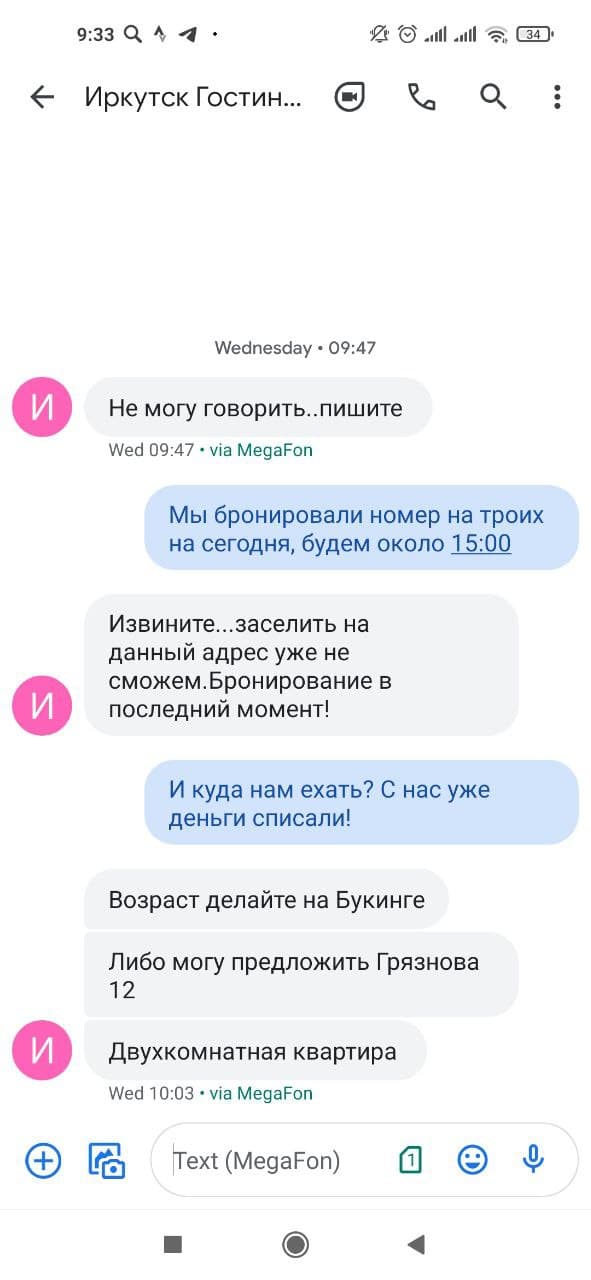 9:33
34
Иркутск Гостин...
Wednesday • 09:47
И
Не могу говорить..пишите
Wed 09:47 • via MegaFon
Мы бронировали номер на троих
на сегодня, будем около 15:00
Извините...заселить на
данный адрес уже не
сможем.Бронирование в
последний момент!
И
И куда нам ехать? С нас уже
деньги списали!
Возраст делайте на Букинге
Либо могу предложить Грязнова
12
И
Двухкомнатная квартира
Wed 10:03 • via MegaFon
Text (MegaFon)
1